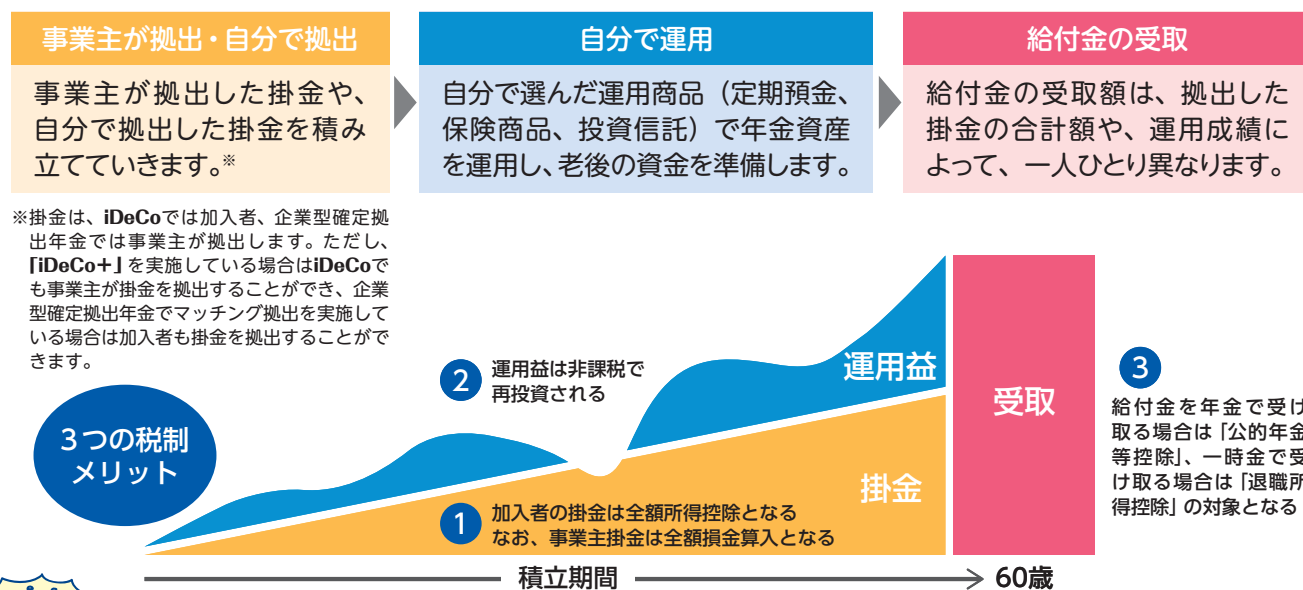 事業主が拠出・自分で拠出
事業主が拠出した掛金や、
自分で拠出した掛金を積み
立てていきます。※
自分で運用
自分で選んだ運用商品（定期預金、
保険商品、投資信託）で年金資産
を運用し、老後の資金を準備します。
給付金の受取
給付金の受取額は、拠出した
掛金の合計額や、運用成績に
よって、一人ひとり異なります。
※掛金は、iDeCoでは加入者、企業型確定拠
出年金では事業主が拠出します。ただし、
「iDeCo+」を実施している場合はiDeCoで
も事業主が掛金を拠出することができ、企業
型確定拠出年金でマッチング拠出を実施して
いる場合は加入者も掛金を拠出することがで
きます。
3つの税制
メリット
2 運用益は非課税で
再投資される
運用益
掛金
1 加入者の掛金は全額所得控除となる
なお、事業主掛金は全額損金算入となる
受取
3
給付金を年金で受け
取る場合は「公的年金
等控除」、一時金で受
け取る場合は「退職所
得控除」の対象となる
積立期間
60歳